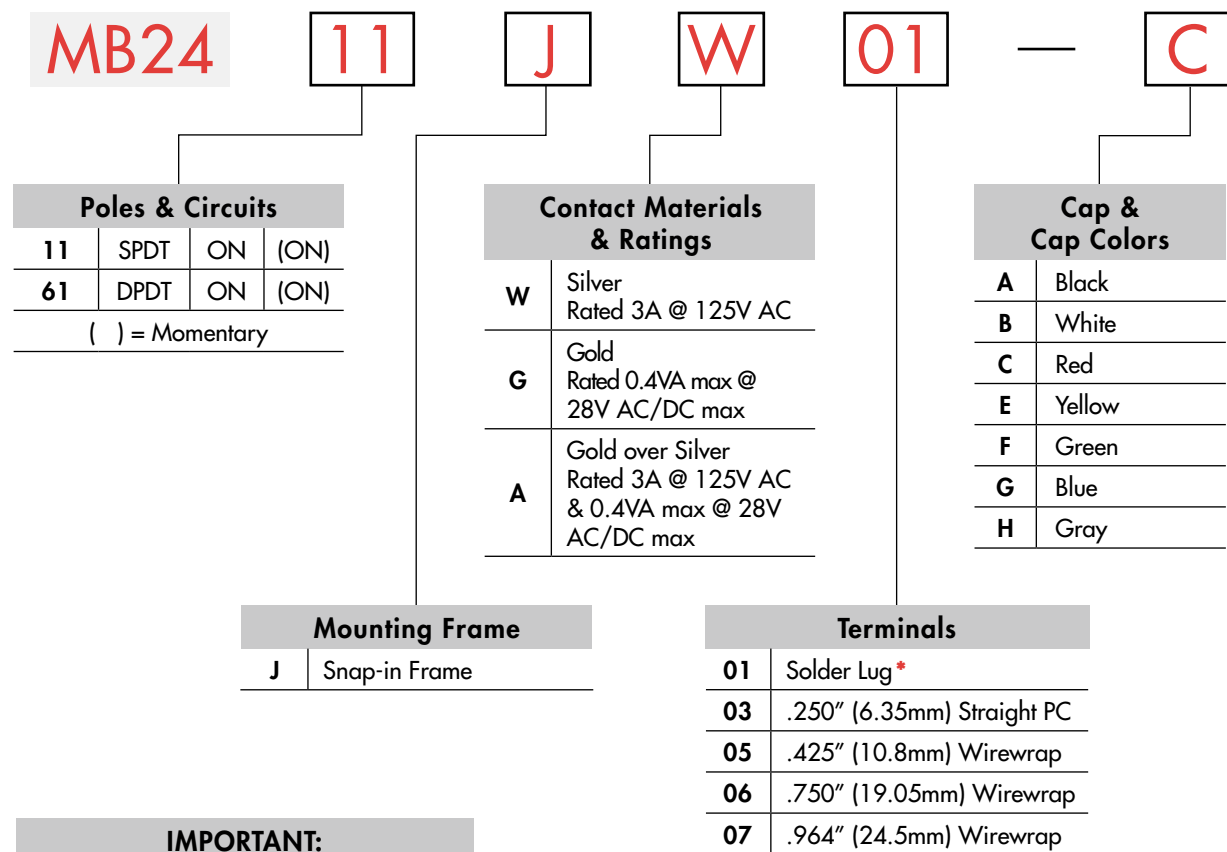 MB24 11 J W 01 — C
Poles & Circuits
11 SPDT ON (ON)
61 DPDT ON (ON)
( ) = Momentary
Contact Materials
& Ratings
W Silver
Rated 3A @ 125V AC
G Gold
Rated 0.4VA max @
28V AC/DC max
A Gold over Silver
Rated 3A @ 125V AC
& 0.4VA max @ 28V
AC/DC max
Cap &
Cap Colors
A Black
B White
C Red
E Yellow
F Green
G Blue
H Gray
Mounting Frame
J Snap-in Frame
Terminals
01 Solder Lug*
03 .250” (6.35mm) Straight PC
05 .425” (10.8mm) Wirewrap
06 .750” (19.05mm) Wirewrap
07 .964” (24.5mm) Wirewrap
IMPORTANT: